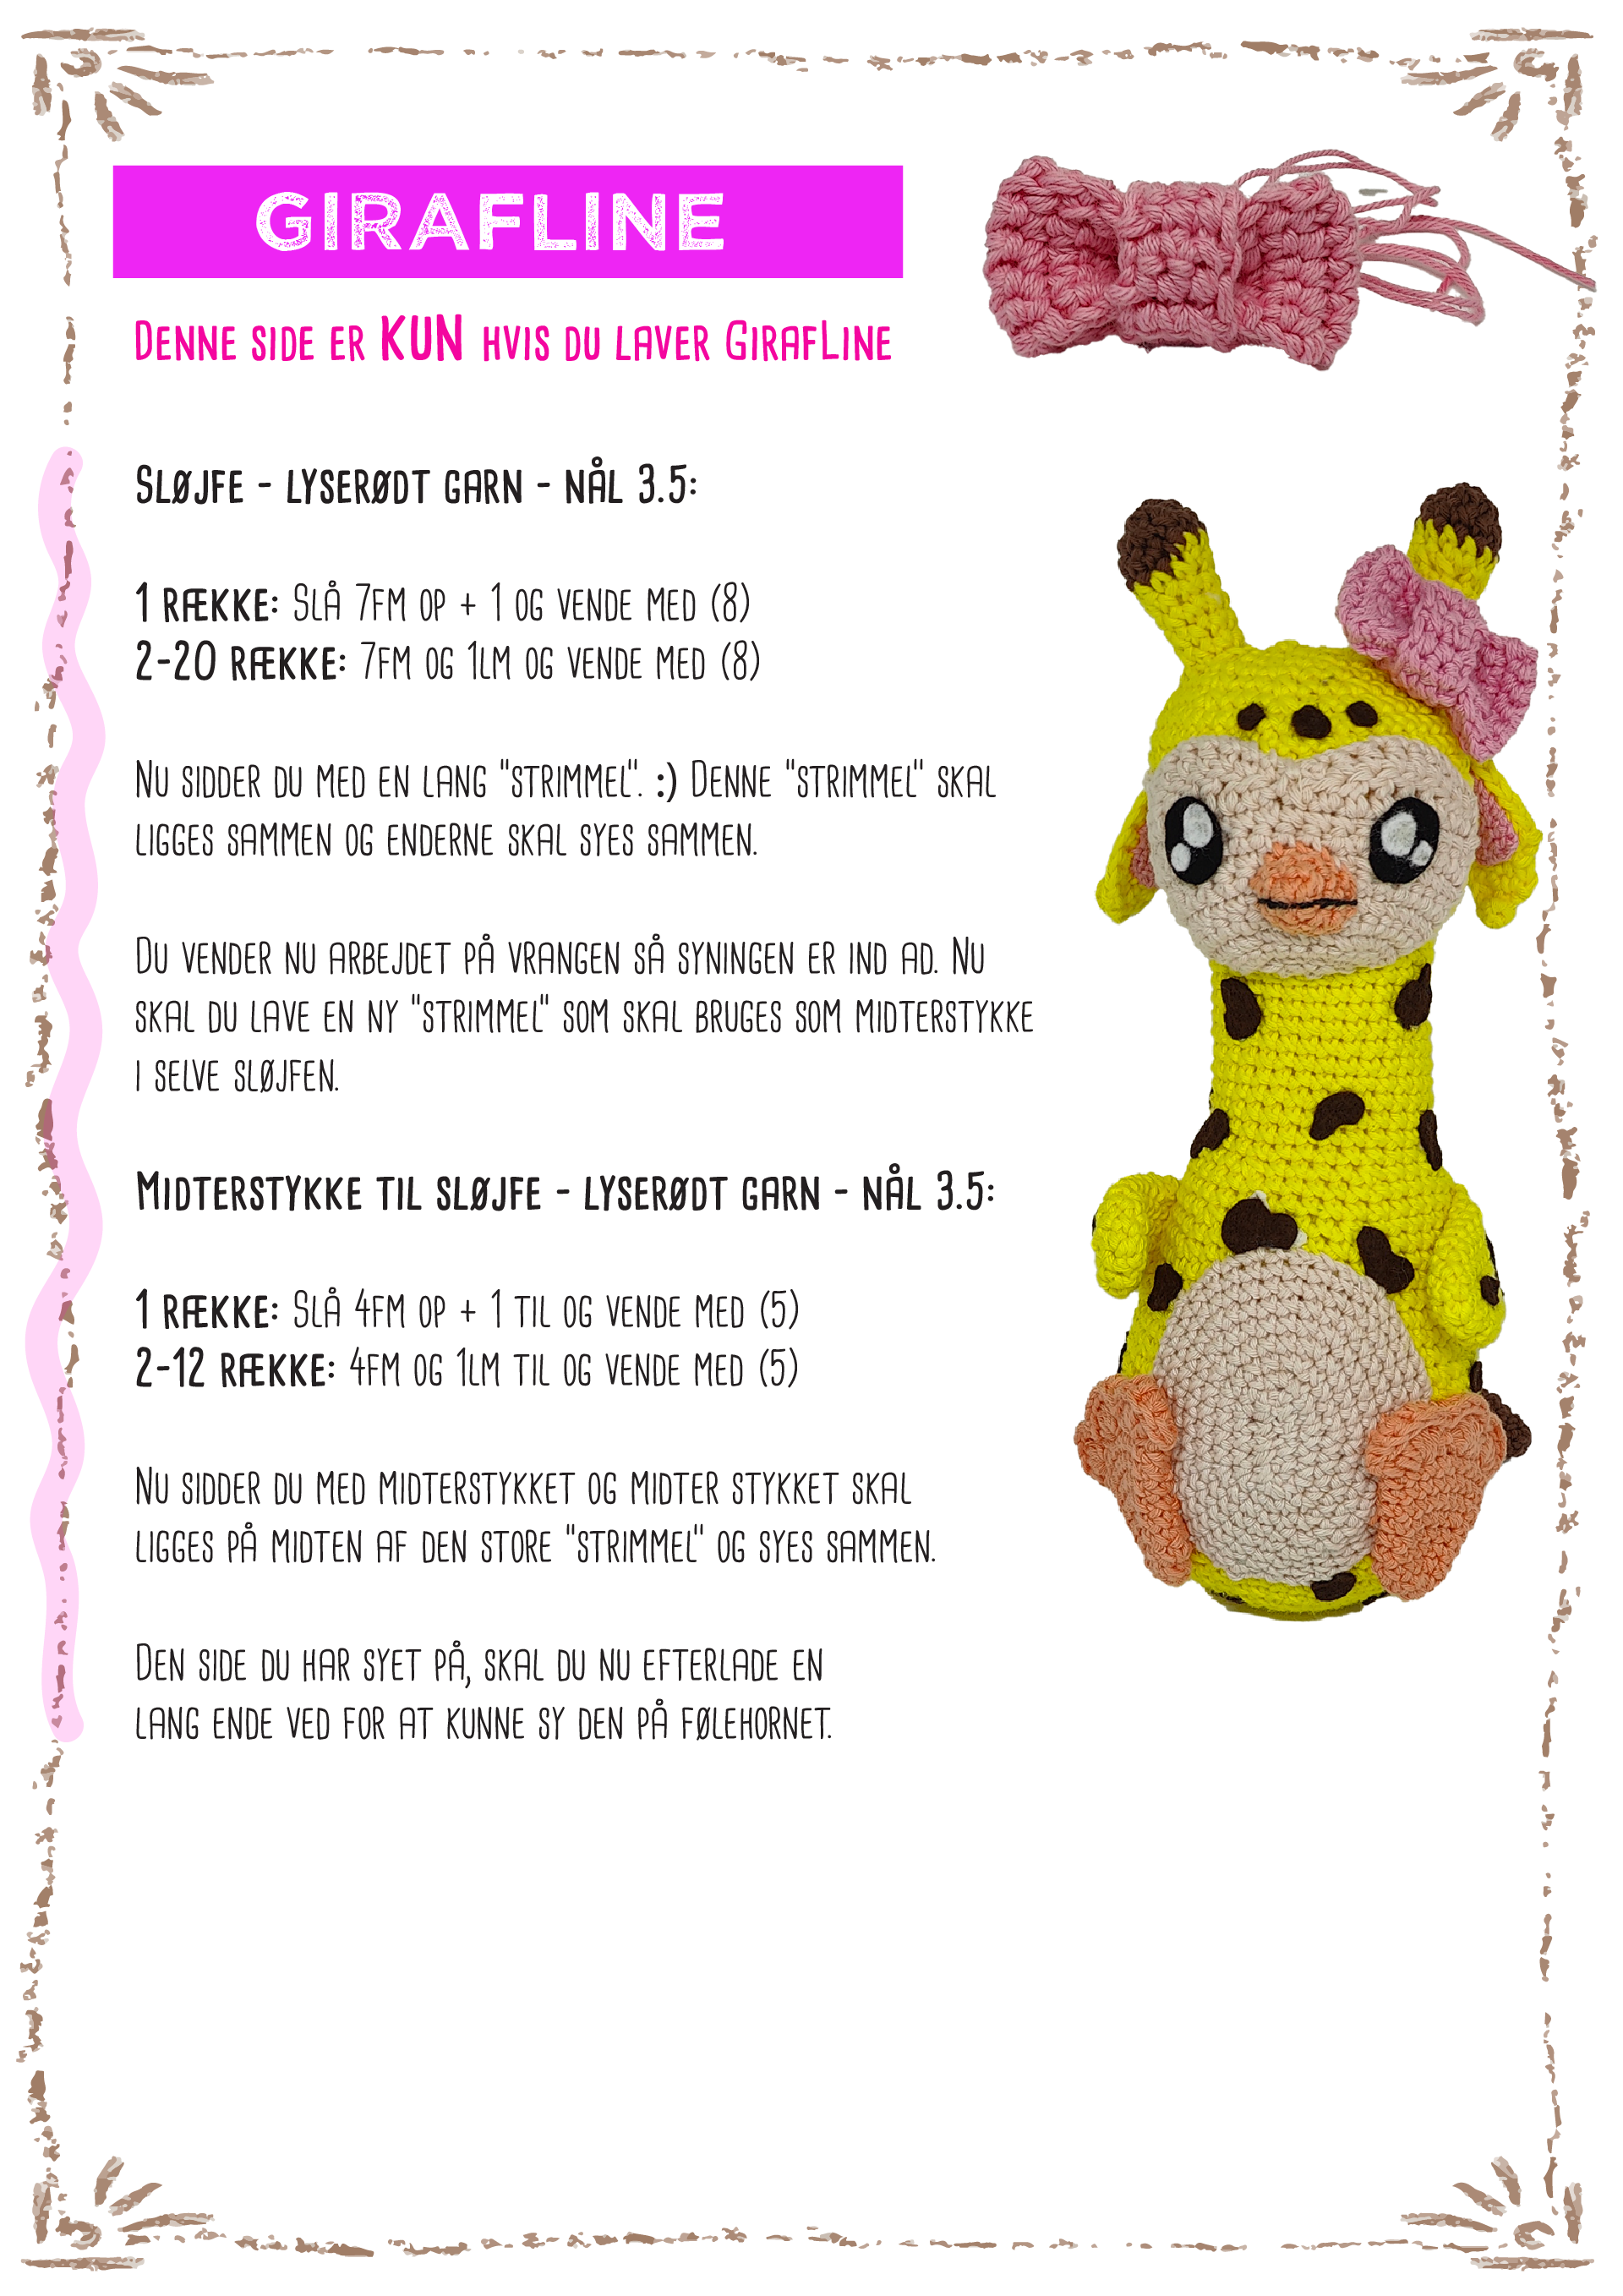 GIRAFLINE
Denne side er KUN hvis du laver GirafLine
Sløjfe - lyserødt garn - nål 3.5:
1 række: Slå 7fm op + 1 og vende med (8)
2-20 række: 7fm og 1lm og vende med (8)
Nu sidder du med en lang "strimmel". :) Denne "strimmel" skal
ligges sammen og enderne skal syes sammen.
Du vender nu arbejdet på vrangen så syningen er ind ad. Nu
skal du lave en ny "strimmel" som skal bruges som midterstykke
i selve sløjfen.
Midterstykke til sløjfe - lyserødt garn - nål 3.5:
1 række: Slå 4fm op + 1 til og vende med (5)
2-12 række: 4fm og 1lm til og vende med (5)
Nu sidder du med midterstykket og midter stykket skal
ligges på midten af den store "strimmel" og syes sammen.
Den side du har syet på, skal du nu efterlade en
lang ende ved for at kunne sy den på følehornet.